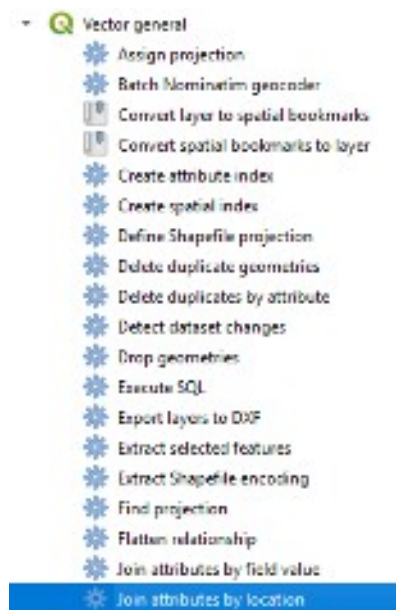 Vector general
Assign projection
Batch Nominatim geocoder
Convert layer to spatial bookmarks
Convert spatial bookmarks to layer
Create attribute index
Create spatial index
Define Shapefile projection
Delete duplicate geometries
Delete duplicates by attribute
Detect dataset changes
Drop geometries
Execute SQL
Export layers to DXF
Extract selected features
Extract Shapefile encoding
Find projection
Flatten relationship
Join attributes by field value
Join attributes by location